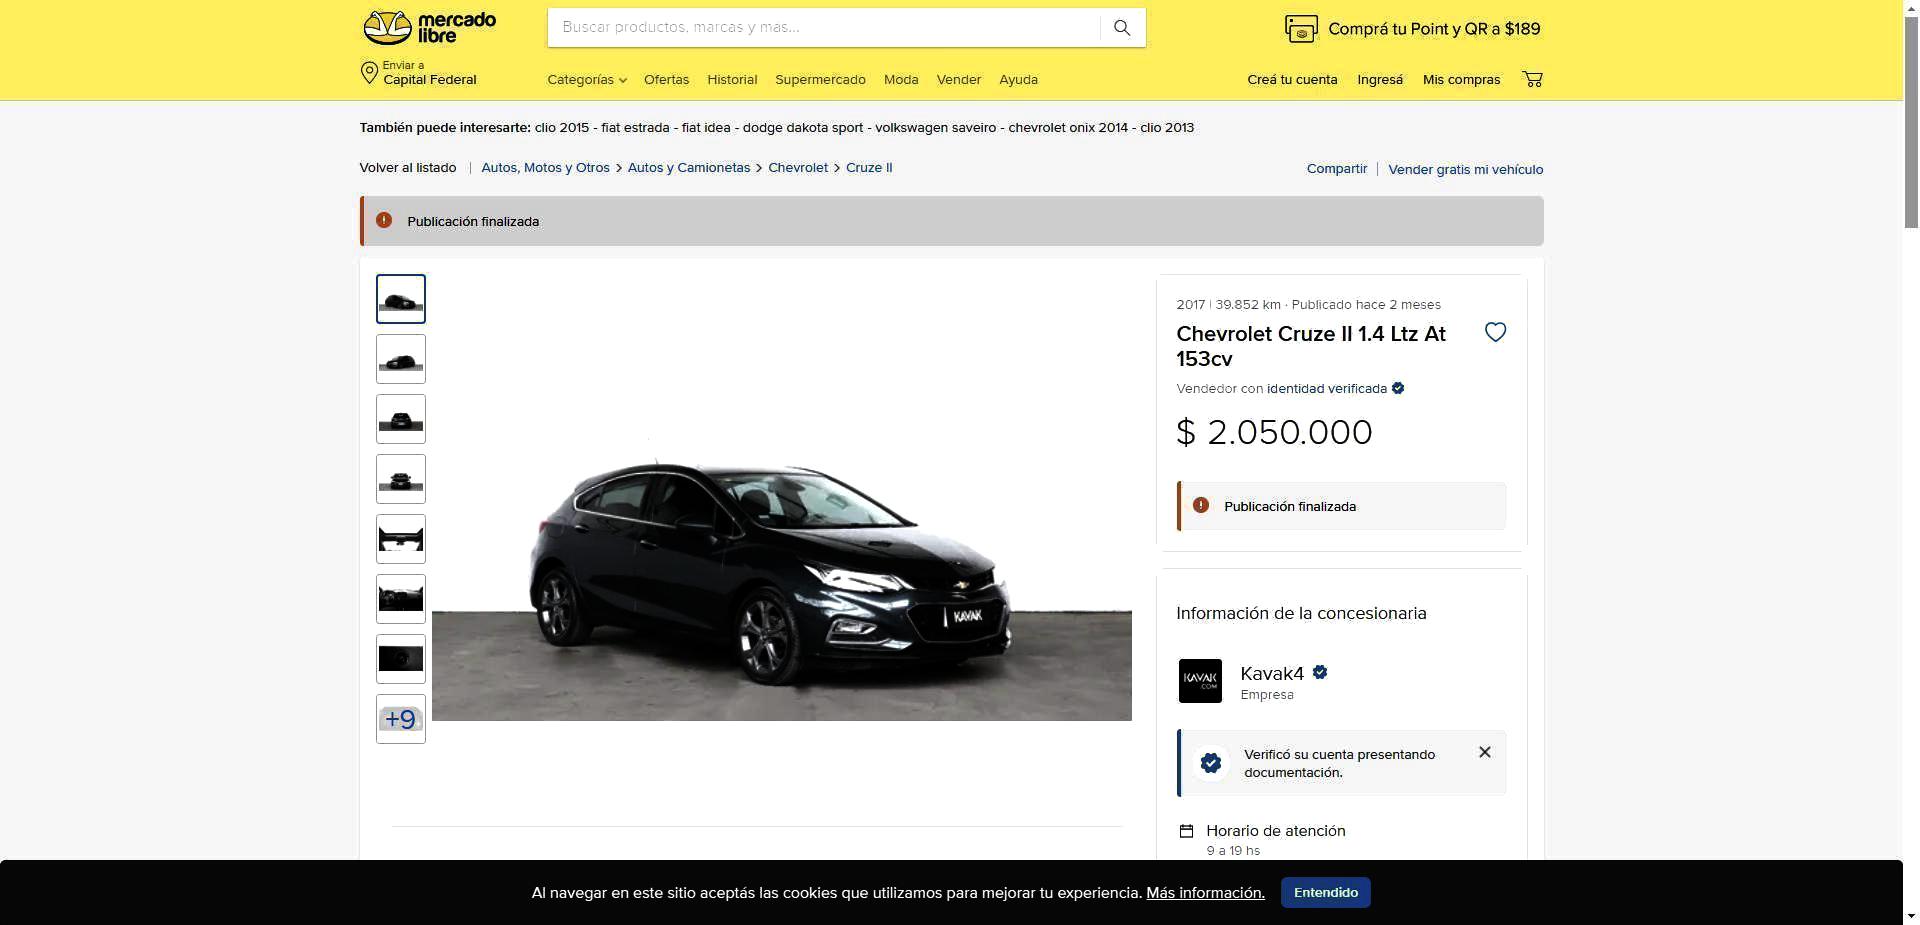 mercado
libre
Buscar productos, marcas y más...
Comprá tu Point y QR a $189
Enviar a
Capital Federal
Categorías Ofertas Historial Supermercado Moda Vender Ayuda
Creá tu cuenta Ingresá Mis compras
También puede interesarte: clio 2015 - fiat estrada - fiat idea - dodge dakota sport - volkswagen saveiro - chevrolet onix 2014 - clio 2013
Volver al listado | Autos, Motos y Otros > Autos y Camionetas > Chevrolet > Cruze II
Compartir | Vender gratis mi vehículo
Publicación finalizada
+9
KAVAK
2017 | 39.852 km · Publicado hace 2 meses
Chevrolet Cruze II 1.4 Ltz At
153cv
Vendedor con identidad verificada
$ 2.050.000
Publicación finalizada
Información de la concesionaria
KAVAK
.COM
Kavak4
Empresa
Verificó su cuenta presentando
documentación.
Horario de atención
9 a 19 hs
Al navegar en este sitio aceptás las cookies que utilizamos para mejorar tu experiencia. Más información.
Entendido